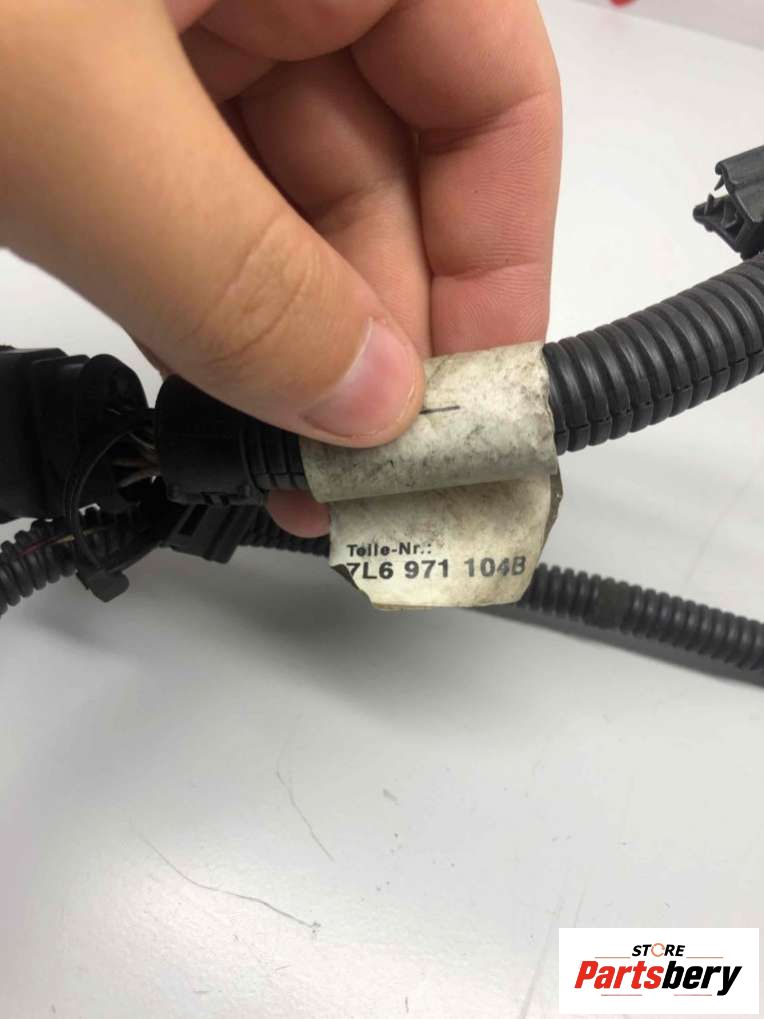 Teile-Nr.:
7L6 971 104B
STORE
Partsbery